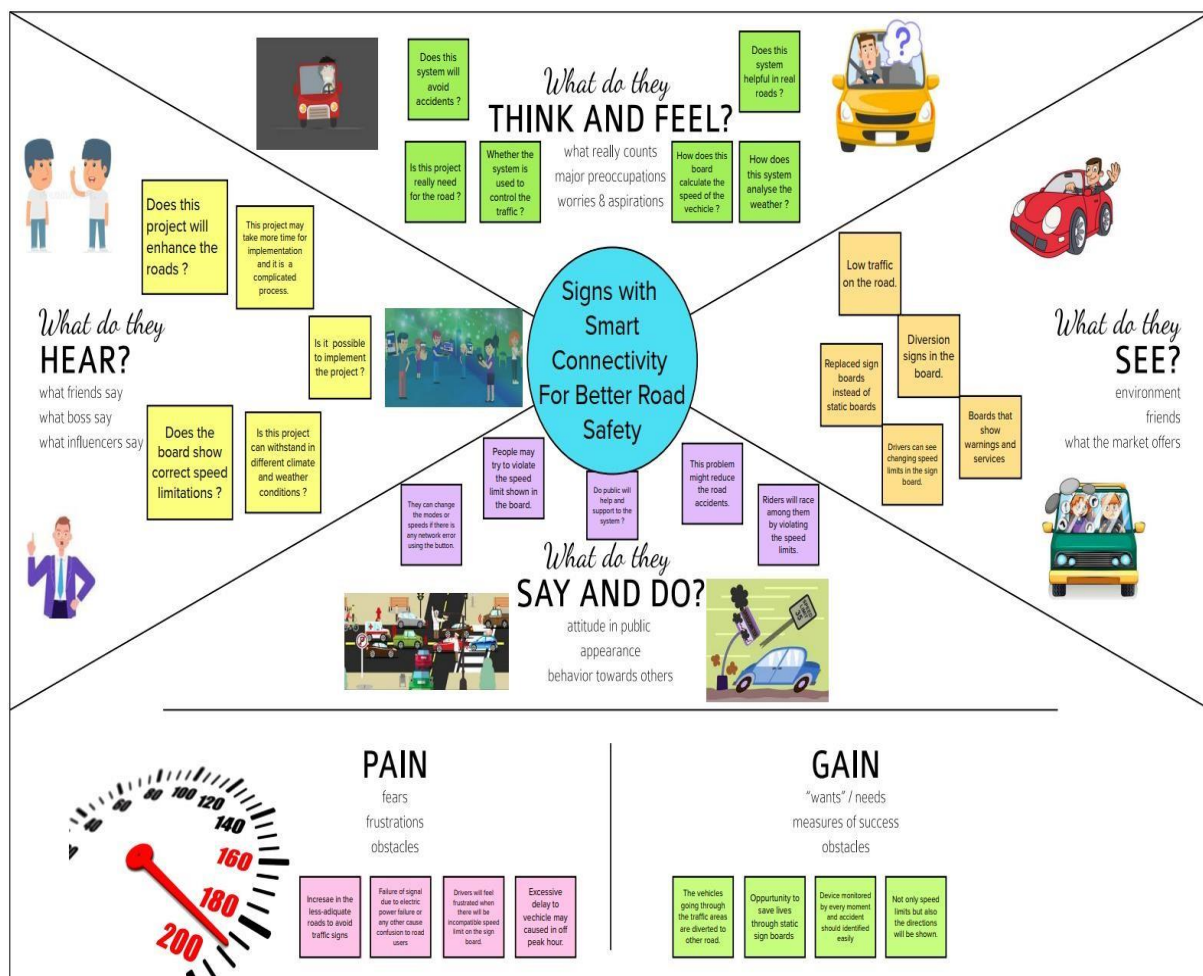 What do they
THINK AND FEEL?
what really counts
major preoccupations
worries & aspirations
Does this
system will
avoid
accidents ?
Does this
system
helpful in real
roads ?
Is this project
really need
for the road ?
Whether the
system is
used to
control the
traffic ?
How does this
board
calculate the
speed of the
vechicle ?
How does
this system
analyse the
weather ?
?
What do they
HEAR?
what friends say
what boss say
what influencers say
Does this
project will
enhance the
roads ?
This project may
take more time for
implementation
and it is a
complicated
process.
Is it possible
to implement
the project ?
Does the
board show
correct speed
limitations ?
Is this project
can withstand in
different climate
and weather
conditions ?
Signs with
Smart
Connectivity
For Better Road
Safety
What do they
SEE?
environment
friends
what the market offers
Low traffic
on the road.
Diversion
signs in the
board.
Replaced sign
boards
instead of
static boards
Boards that
show
warnings and
services
Drivers can see
changing speed
limits in the sign
board.
They can change
the modes or
speeds if there is
any network error
using the button.
People may
try to violate
the speed
limit shown in
the board.
Do public will
help and
support to the
system ?
This problem
might reduce
the road
accidents.
Riders will race
among them
by violating
the speed
limits.
What do they
SAY AND DO?
attitude in public
appearance
behavior towards others
PAIN
fears
frustrations
obstacles
Incresae in the
less-adiquate
roads to avoid
traffic signs
Failure of signal
due to electric
power failure or
any other cause
confusion to road
users
Drivers will feel
frustrated when
there will be
incompatible speed
limit on the sign
board.
Excessive
delay to
vechicle may
caused in off
peak hour.
GAIN
"wants" / needs
measures of success
obstacles
The vehicles
going through
the traffic areas
are diverted to
other road.
Oppurtunity to
save lives
through static
sign boards
Device monitored
by every moment
and accident
should identified
easily
Not only speed
limits but also
the directions
will be shown.
40
60
80
100
120
140
160
180
200